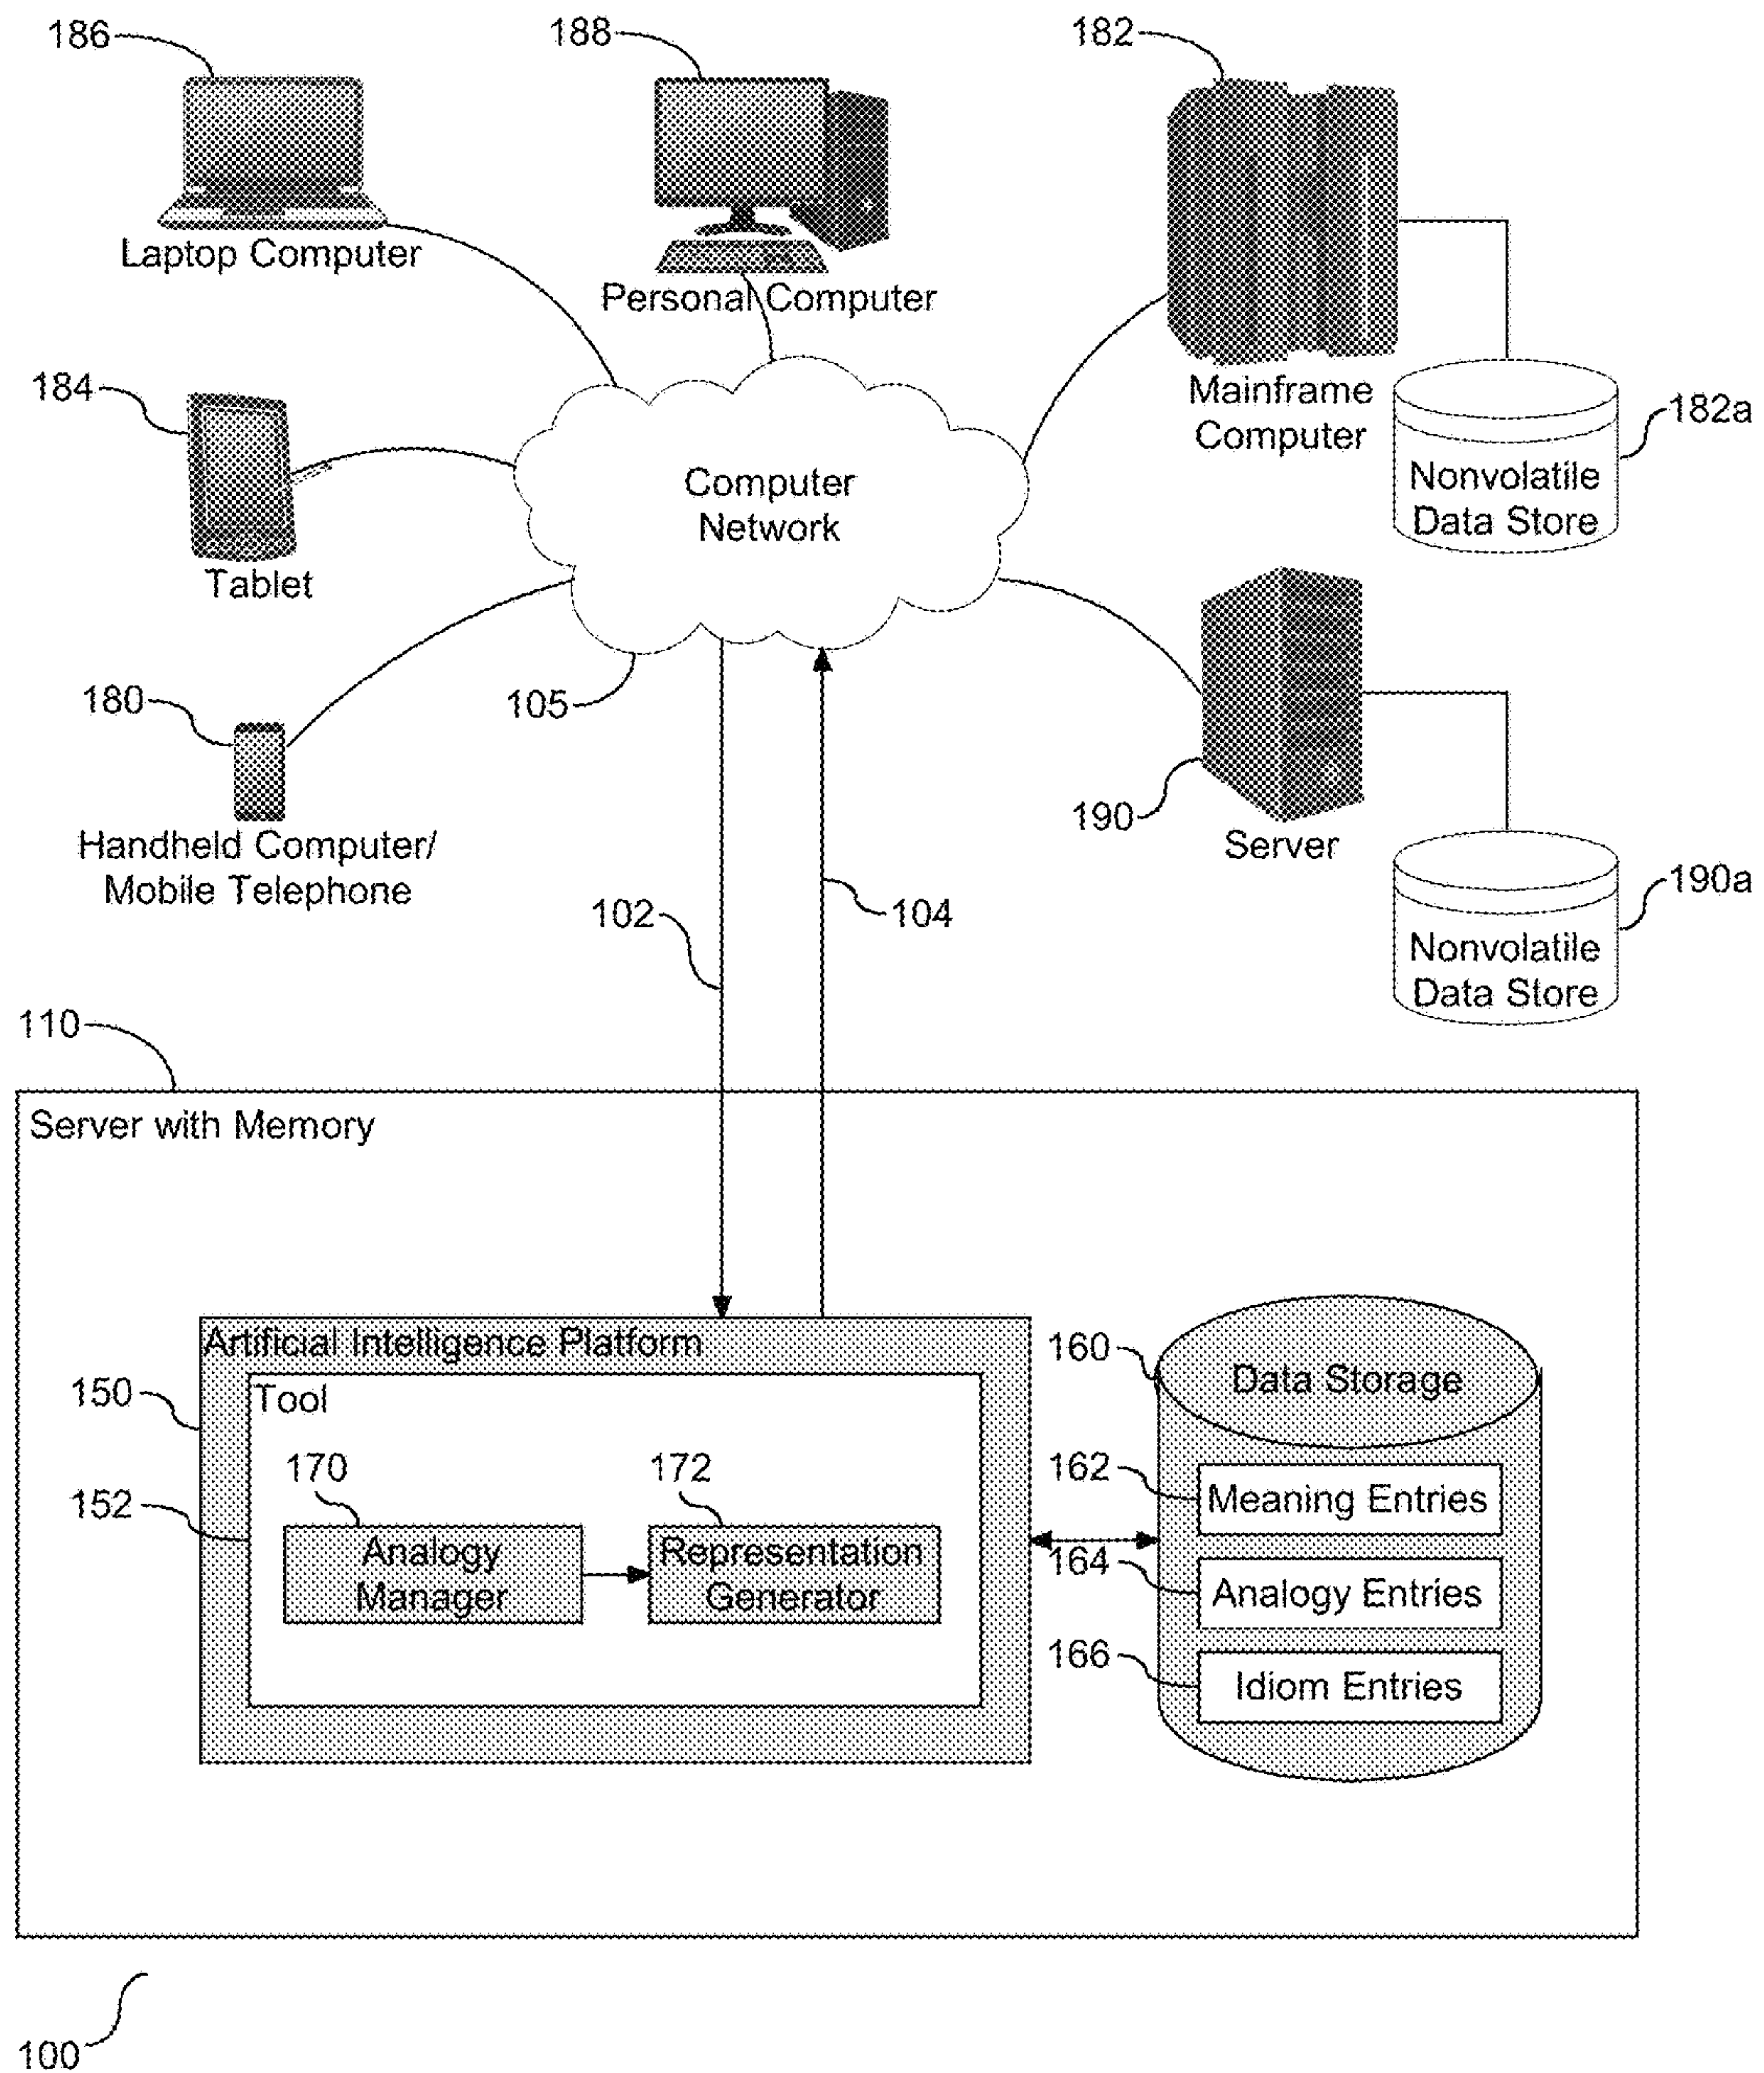 186
188
182
Laptop Computer
Personal Computer
184
Mainframe
Computer
182a
Computer
Network
Nonvolatile
Data Store
Tablet
180
105
190
Server
Handheld Computer/
Mobile Telephone
190a
102
104
Nonvolatile
Data Store
110
Server with Memory
Artificial Intelligence Platform
160
Data Storage
150
Tool
170
172
162
Meaning Entries
152
Analogy
Manager
Representation
Generator
164
Analogy Entries
166
Idiom Entries
100